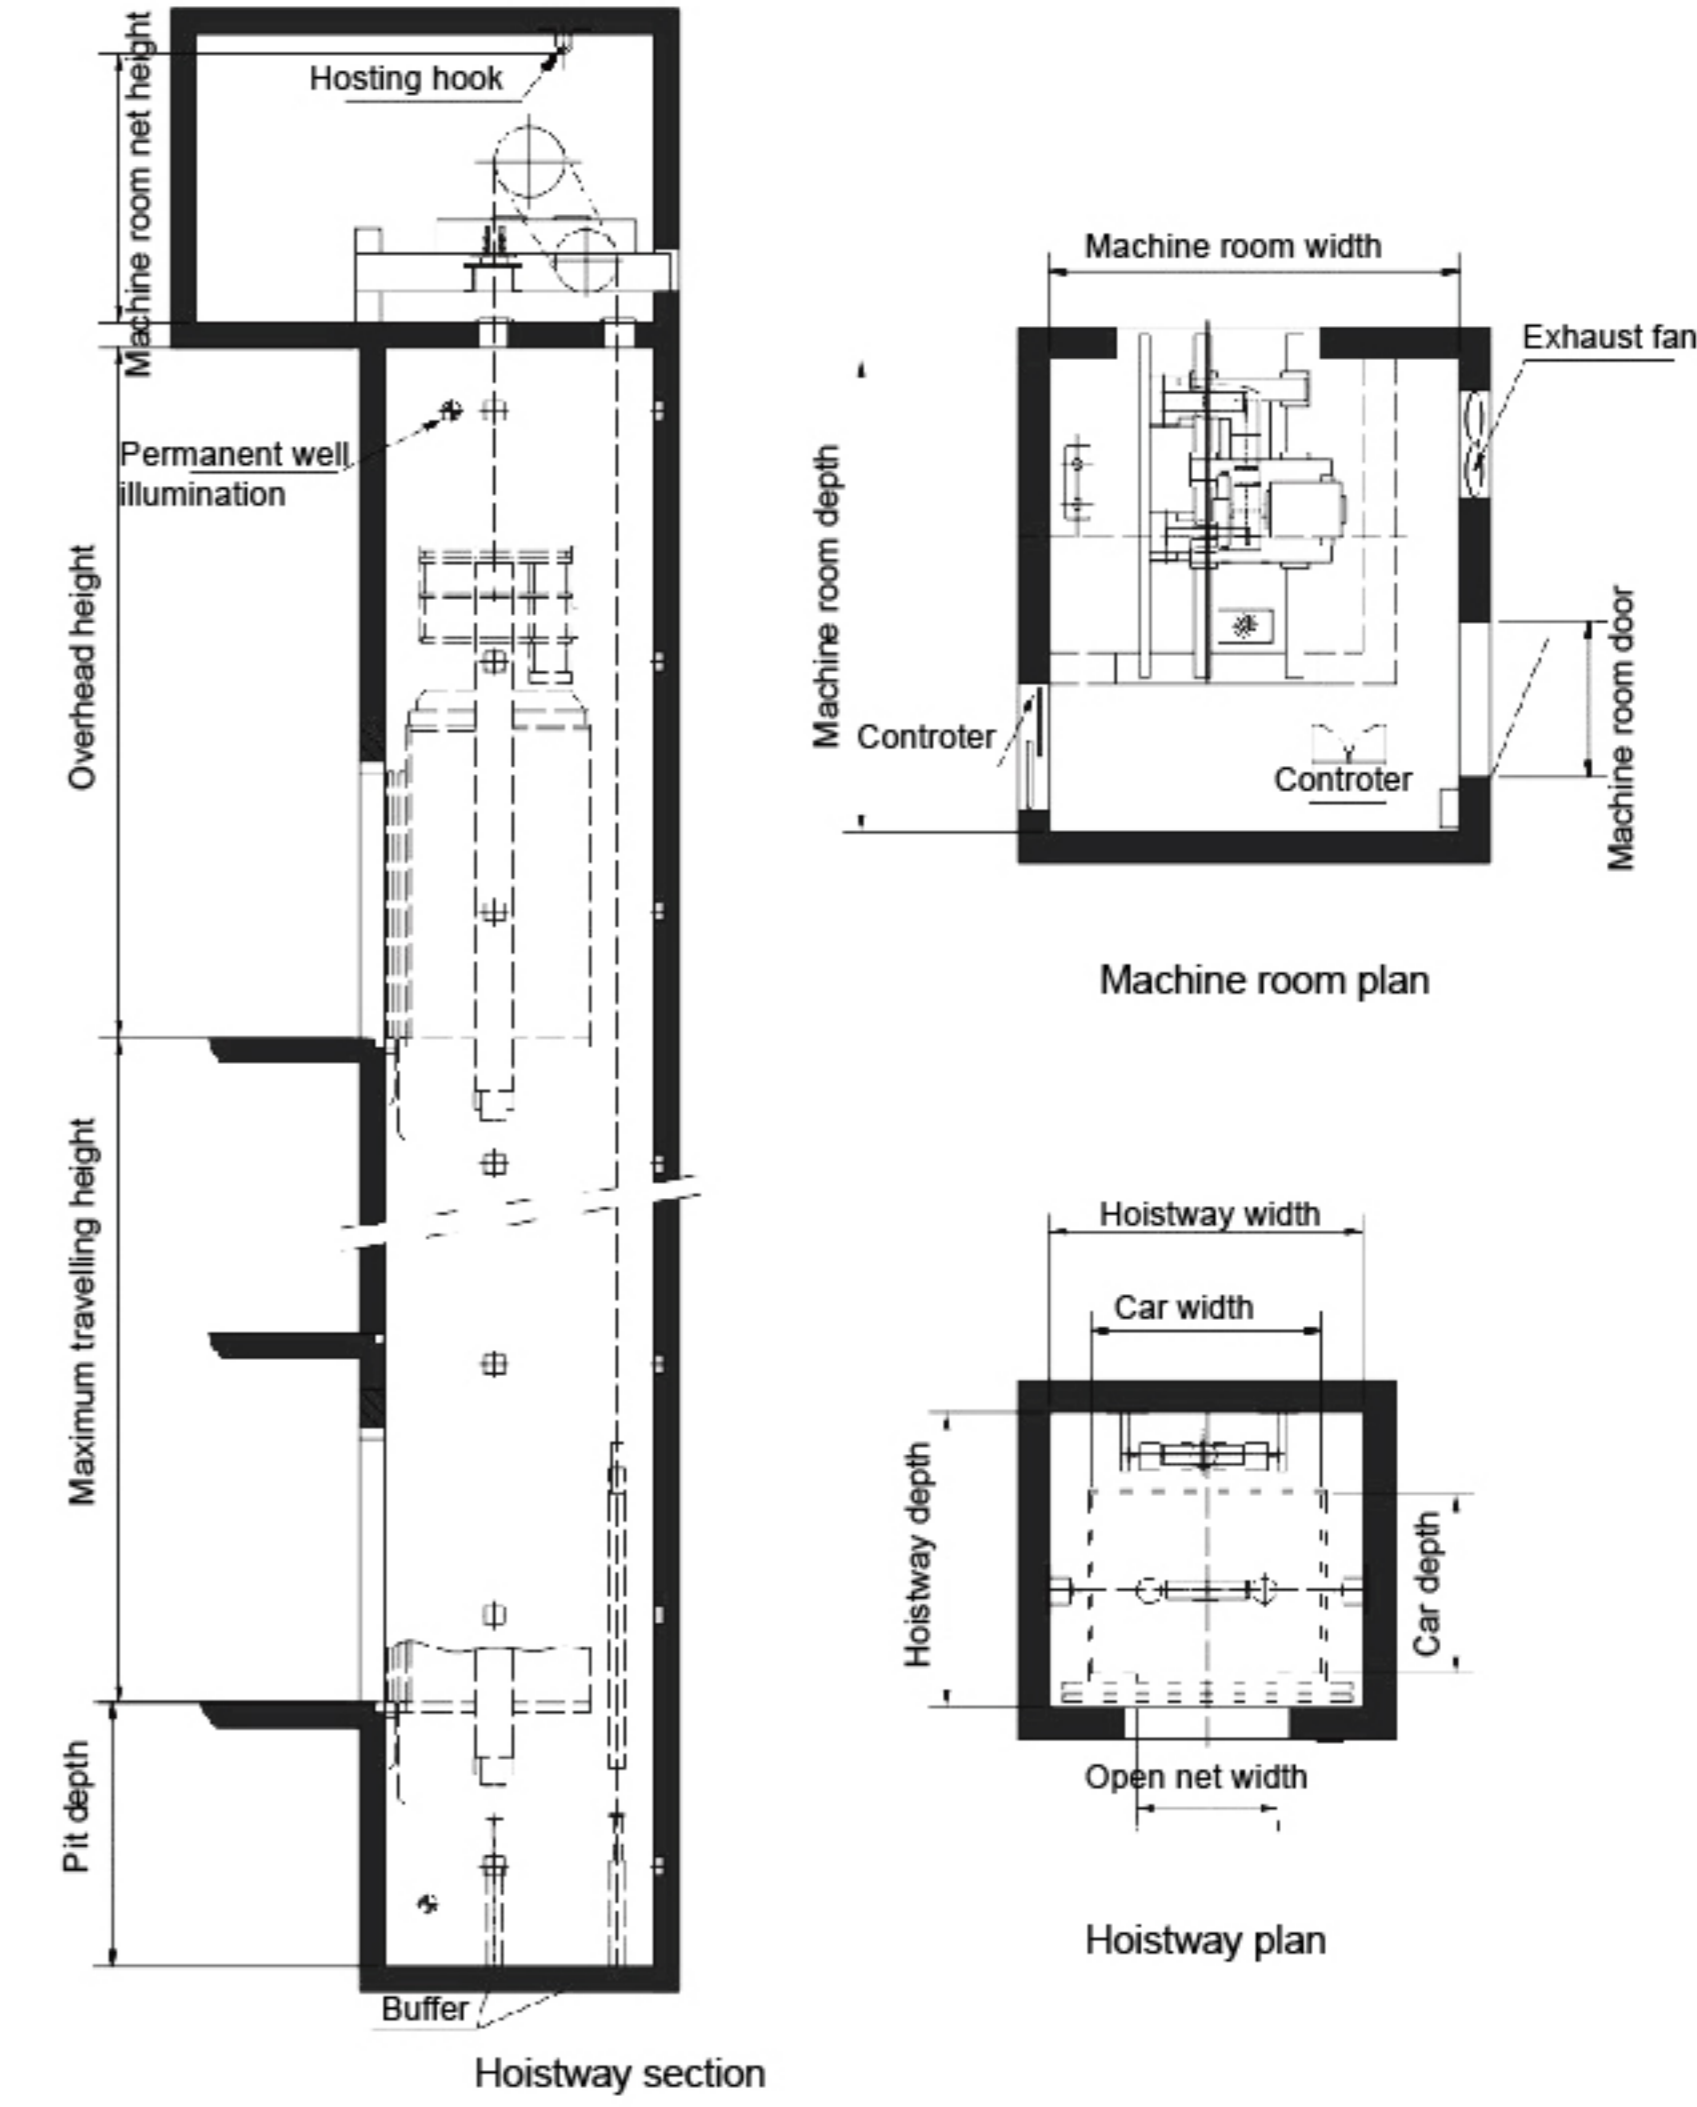 Machine room net height
Hosting hook
Permanent well
illumination
Overhead height
Maximum travelling height
Pit depth
Buffer
Hoistway section
Machine room width
Exhaust fan
Machine room depth
Controter
Controter
Machine room door
Machine room plan
Hoistway width
Car width
Hoistway depth
Car depth
Open net width
Hoistway plan